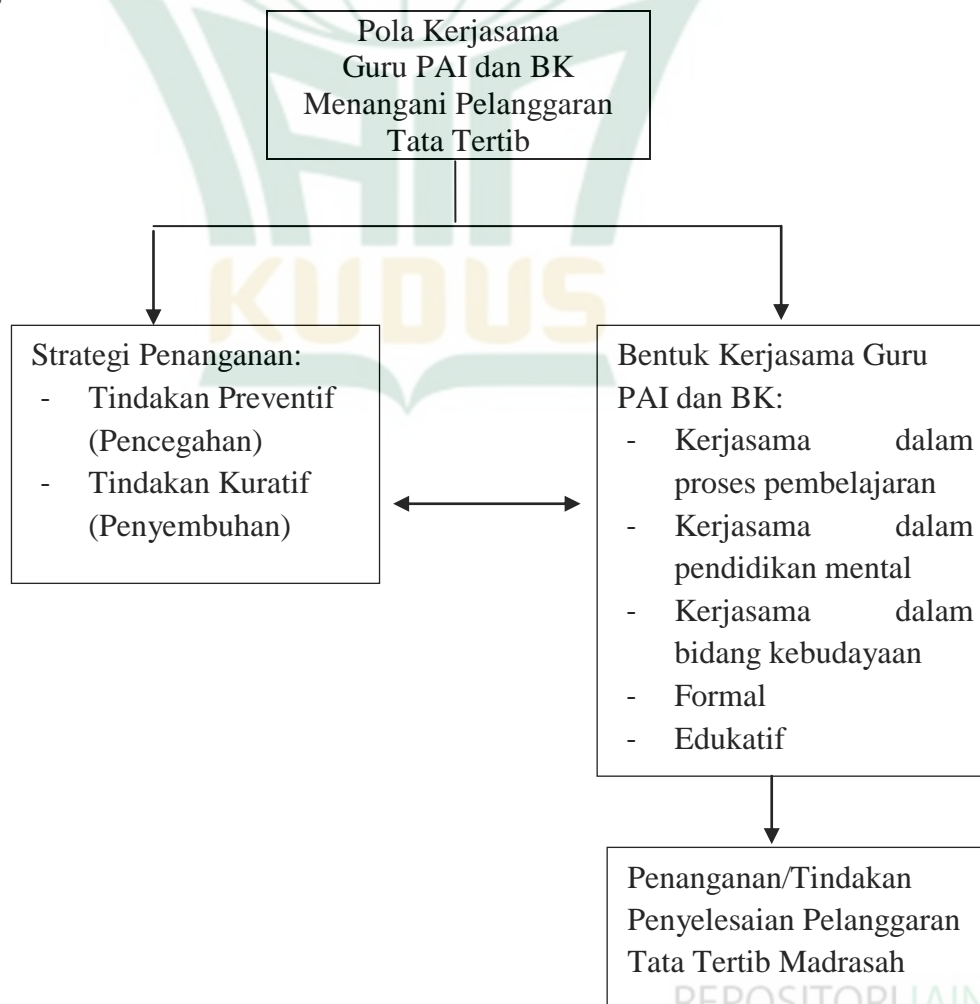 Pola Kerjasama
Guru PAI dan BK
Menangani Pelanggaran
Tata Tertib
KUDUS
Strategi Penanganan:
- Tindakan Preventif
(Pencegahan)
- Tindakan Kuratif
(Penyembuhan)
Bentuk Kerjasama Guru
PAI dan BK:
- Kerjasama dalam
proses pembelajaran
- Kerjasama dalam
pendidikan mental
- Kerjasama dalam
bidang kebudayaan
- Formal
- Edukatif
Penanganan/Tindakan
Penyelesaian Pelanggaran
Tata Tertib Madrasah
REPOSITORI IAIN